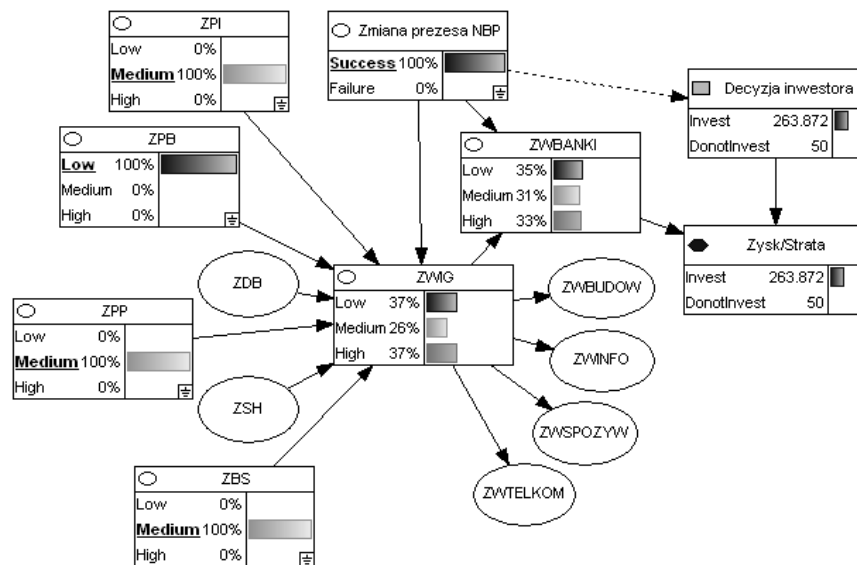 ZPI
Low 0%
Medium 100%
High 0%
Zmiana prezesa NBP
Success 100%
Failure 0%
Decyzja inwestora
Invest 263.872
DonotInvest 50
ZPB
Low 100%
Medium 0%
High 0%
ZWBANKI
Low 35%
Medium 31%
High 33%
Zysk/Strata
Invest 263.872
DonotInvest 50
ZDB
ZWIG
Low 37%
Medium 26%
High 37%
ZWBUDOW
ZPP
Low 0%
Medium 100%
High 0%
ZWINFO
ZSH
ZWSPOZYW
ZBS
Low 0%
Medium 100%
High 0%
ZWTELKOM